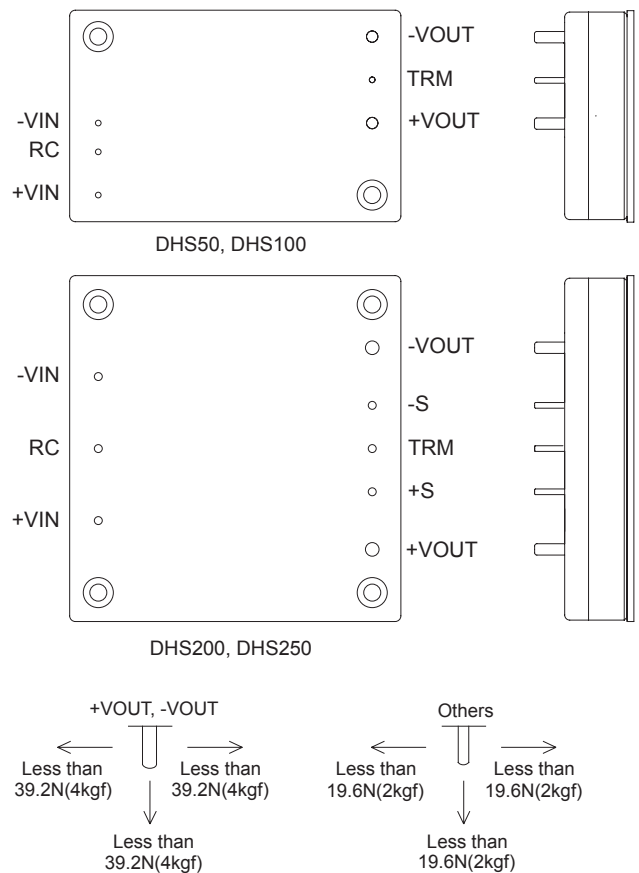 -VOUT
TRM
-VIN
+VOUT
RC
+VIN
DHS50, DHS100
-VOUT
-VIN
-S
RC
TRM
+S
+VIN
+VOUT
DHS200, DHS250
+VOUT, -VOUT
Less than
39.2N(4kgf)
Less than
39.2N(4kgf)
Less than
39.2N(4kgf)
Others
Less than
19.6N(2kgf)
Less than
19.6N(2kgf)
Less than
19.6N(2kgf)